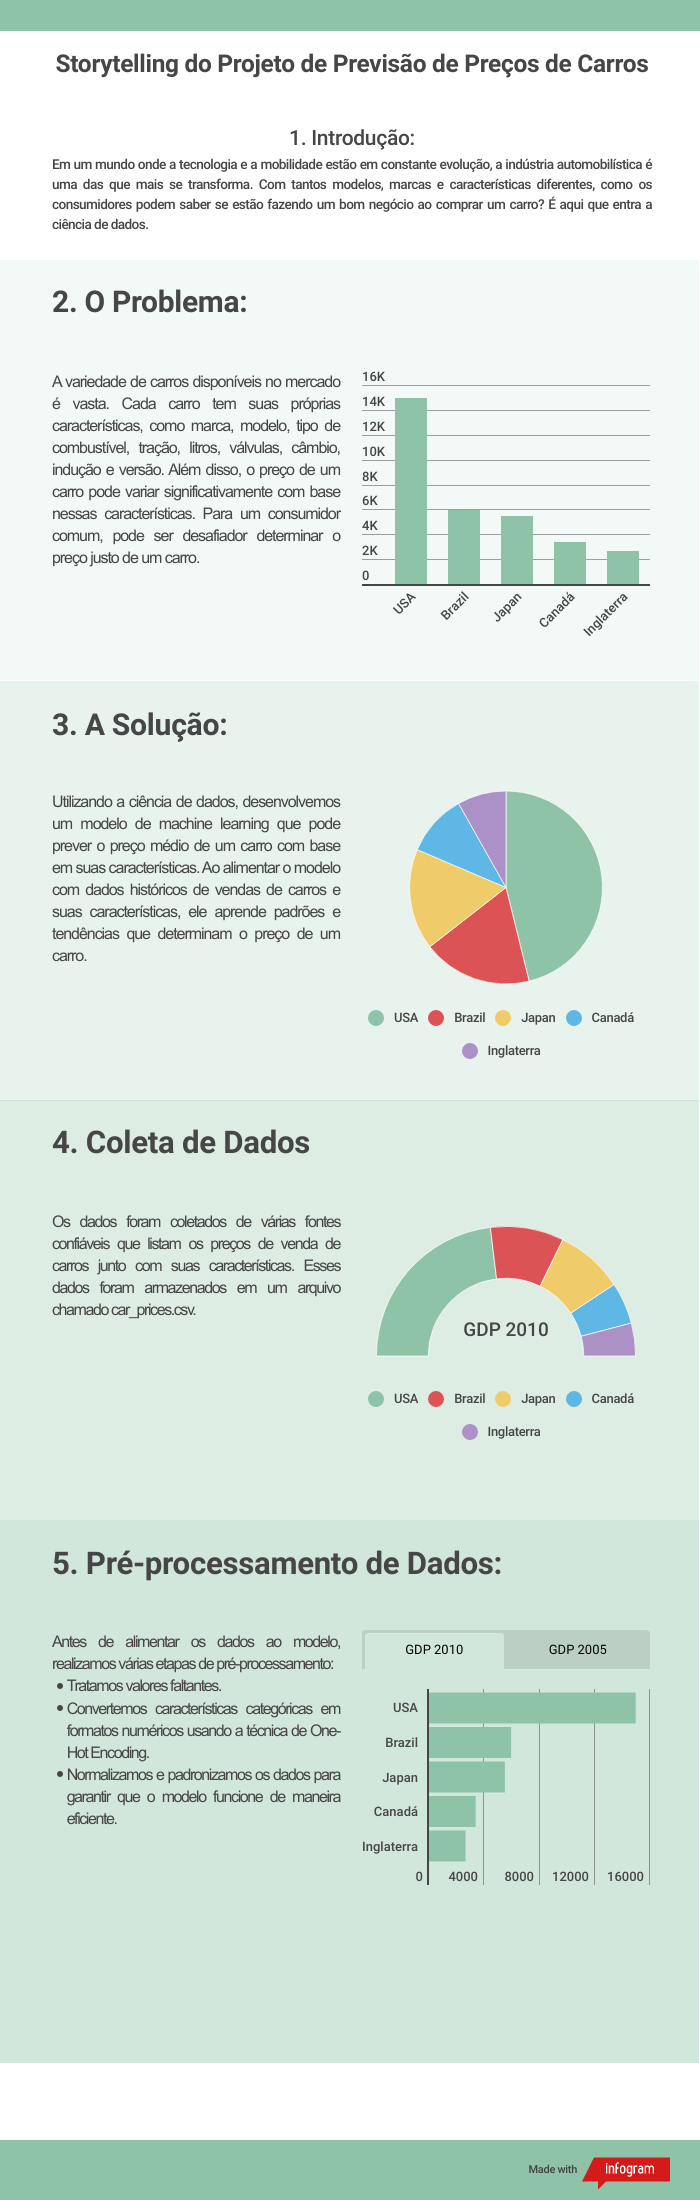 Storytelling do Projeto de Previsão de Preços de Carros
1. Introdução:
Em um mundo onde a tecnologia e a mobilidade estão em constante evolução, a indústria automobilística é
uma das que mais se transforma. Com tantos modelos, marcas e características diferentes, como os
consumidores podem saber se estão fazendo um bom negócio ao comprar um carro? É aqui que entra a
ciência de dados.
2. O Problema:
A variedade de carros disponíveis no mercado
é vasta. Cada carro tem suas próprias
características, como marca, modelo, tipo de
combustível, tração, litros, válvulas, câmbio,
indução e versão. Além disso, o preço de um
carro pode variar significativamente com base
nessas características. Para um consumidor
comum, pode ser desafiador determinar o
preço justo de um carro.
16K
14K
12K
10K
8K
6K
4K
2K
0
USA
Brazil
Japan
Canadá
Inglaterra
3. A Solução:
Utilizando a ciência de dados, desenvolvemos
um modelo de machine learning que pode
prever o preço médio de um carro com base
em suas características. Ao alimentar o modelo
com dados históricos de vendas de carros e
suas características, ele aprende padrões e
tendências que determinam o preço de um
carro.
USA Brazil Japan Canadá
Inglaterra
4. Coleta de Dados
Os dados foram coletados de várias fontes
confiáveis que listam os preços de venda de
carros junto com suas características. Esses
dados foram armazenados em um arquivo
chamado car_prices.csv.
GDP 2010
USA Brazil Japan Canadá
Inglaterra
5. Pré-processamento de Dados:
Antes de alimentar os dados ao modelo,
realizamos várias etapas de pré-processamento:
• Tratamos valores faltantes.
• Convertemos características categóricas em
formatos numéricos usando a técnica de One-
Hot Encoding.
• Normalizamos e padronizamos os dados para
garantir que o modelo funcione de maneira
eficiente.
GDP 2010 GDP 2005
USA
Brazil
Japan
Canadá
Inglaterra
0 4000 8000 12000 16000
Made with infogram